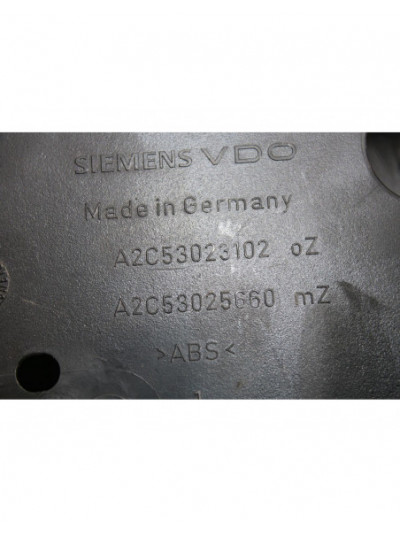 SIEMENS VDO
Made in Germany
A2C53023102 oZ
A2C53025660 mZ
>ABS<